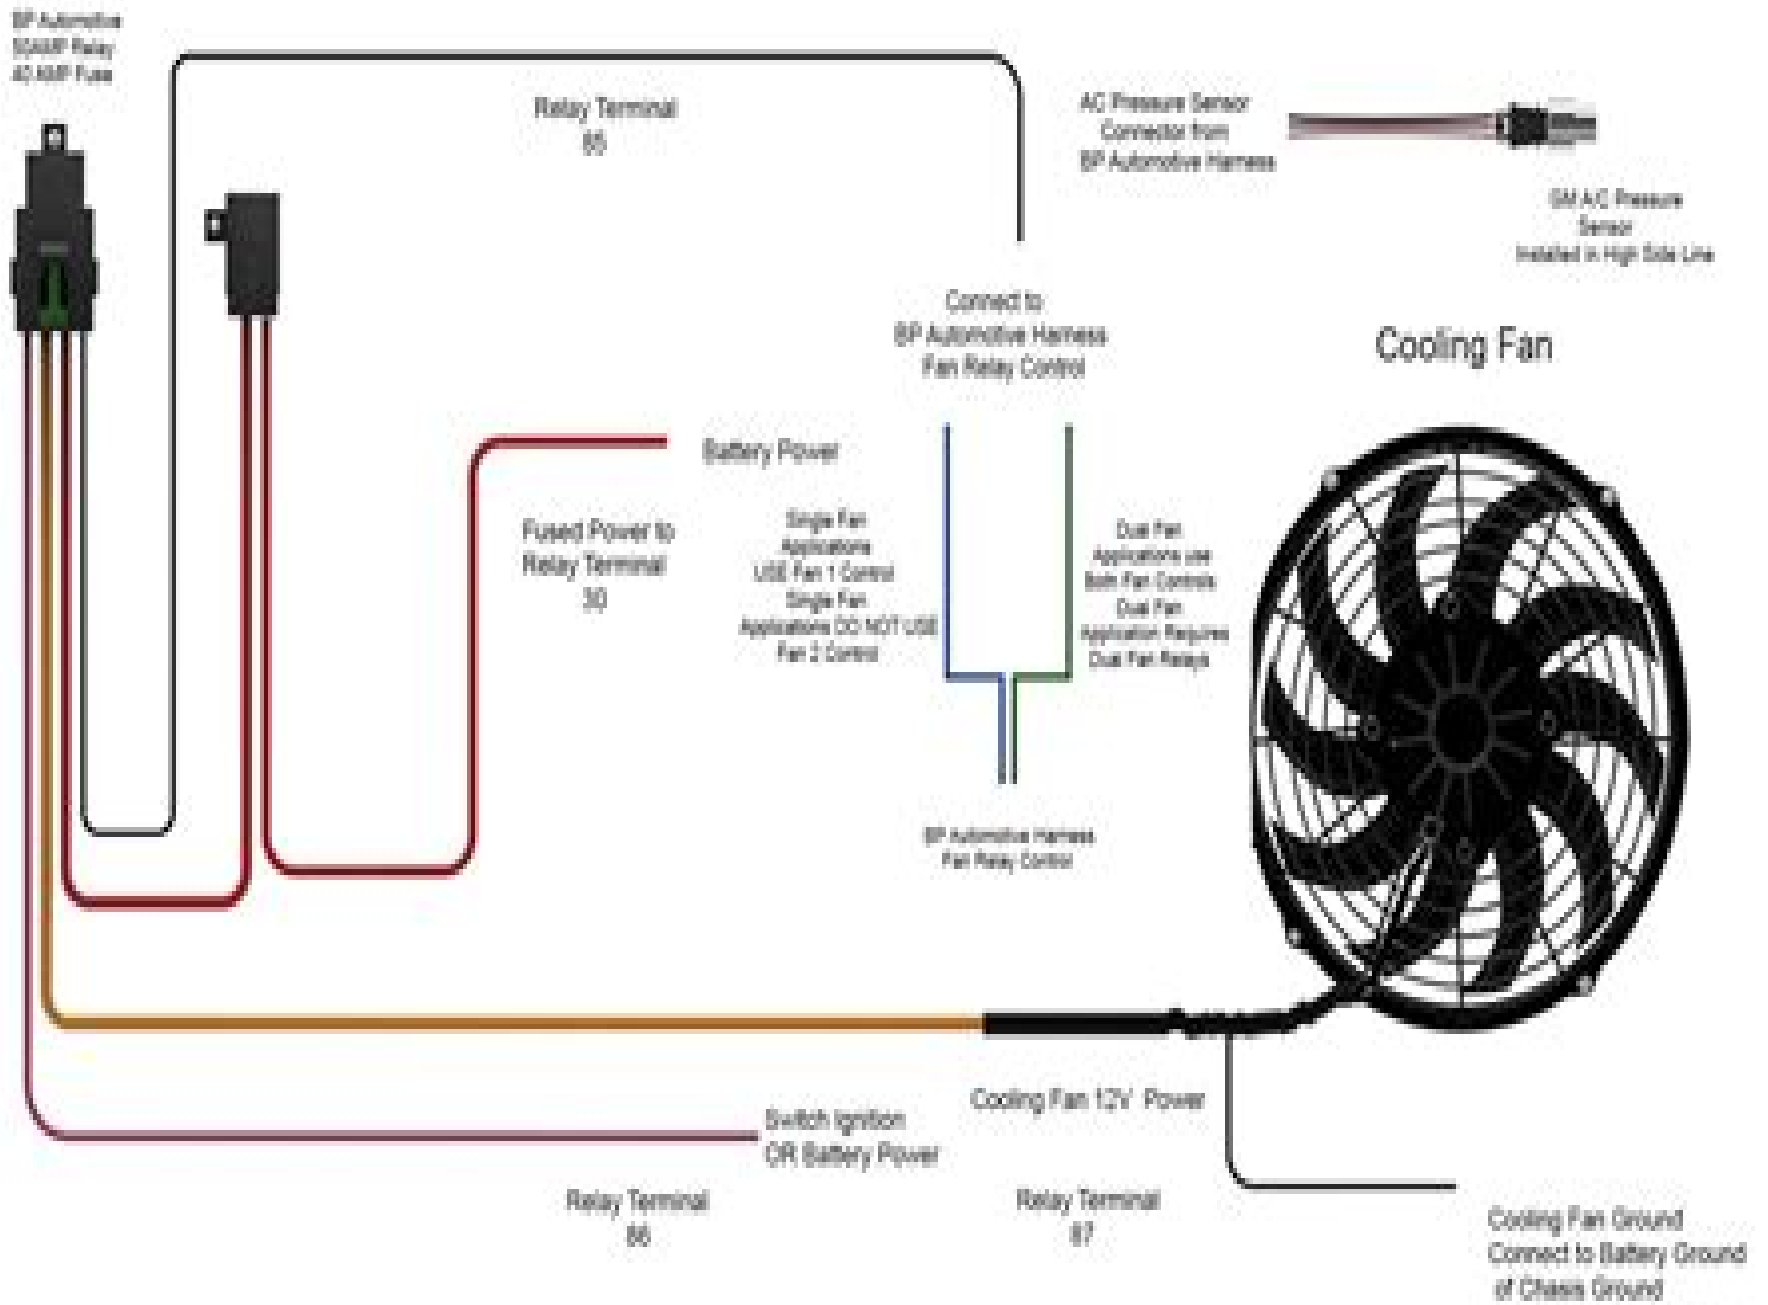 BP Automotive
50AMP Relay
40 AMP Fuse
Relay Terminal
85
AC Pressure Sensor
Connector from
BP Automotive Harness
GM A/C Pressure
Sensor
Installed in High Side Line
Connect to
BP Automotive Harness
Fan Relay Control
Cooling Fan
Battery Power
Fused Power to
Relay Terminal
30
Single Fan
Applications
USE Fan 1 Control
Single Fan
Applications DO NOT USE
Fan 2 Control
Dual Fan
Applications use
Both Fan Controls
Dual Fan
Application Requires
Dual Fan Relays
BP Automotive Harness
Fan Relay Control
Cooling Fan 12V Power
Switch Ignition
OR Battery Power
Relay Terminal
86
Relay Terminal
87
Cooling Fan Ground
Connect to Battery Ground
of Chasis Ground